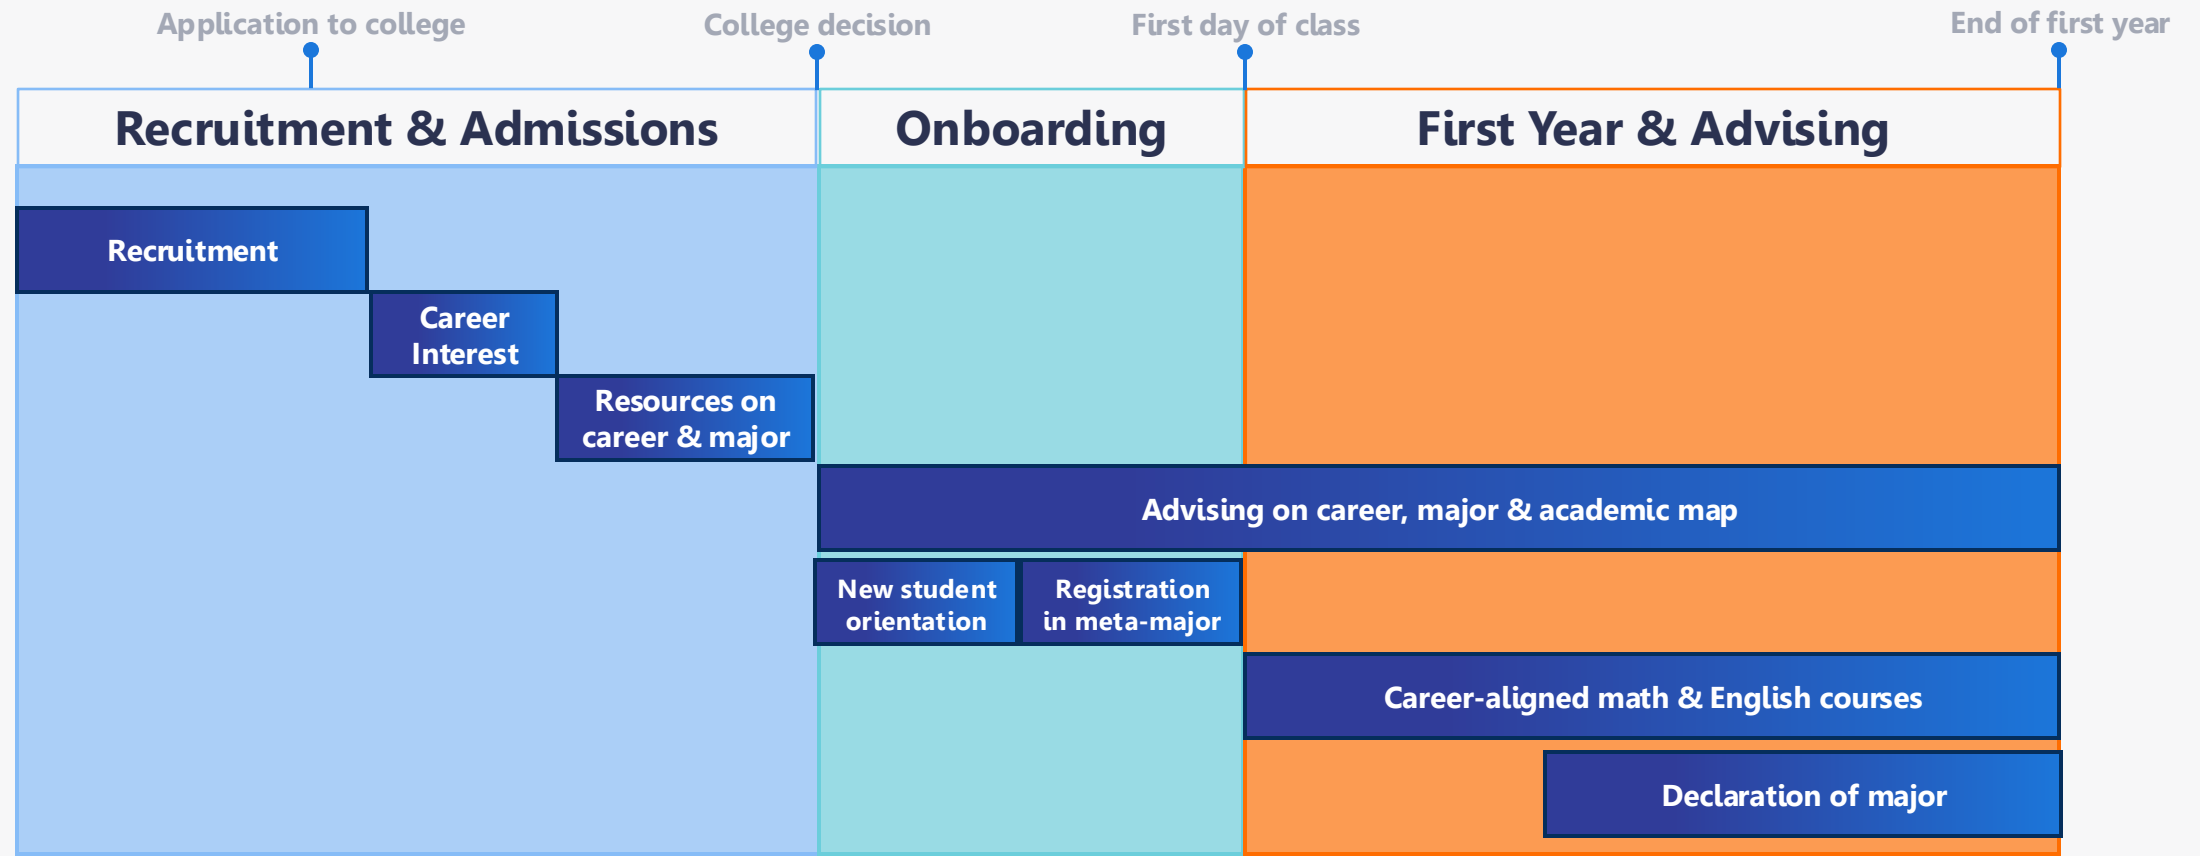 Application to college
College decision
First day of class
End of first year
Recruitment & Admissions
Onboarding
First Year & Advising
Recruitment
Career
Interest
Resources on
career & major
Advising on career, major & academic map
New student
orientation
Registration
in meta-major
Career-aligned math & English courses
Declaration of major